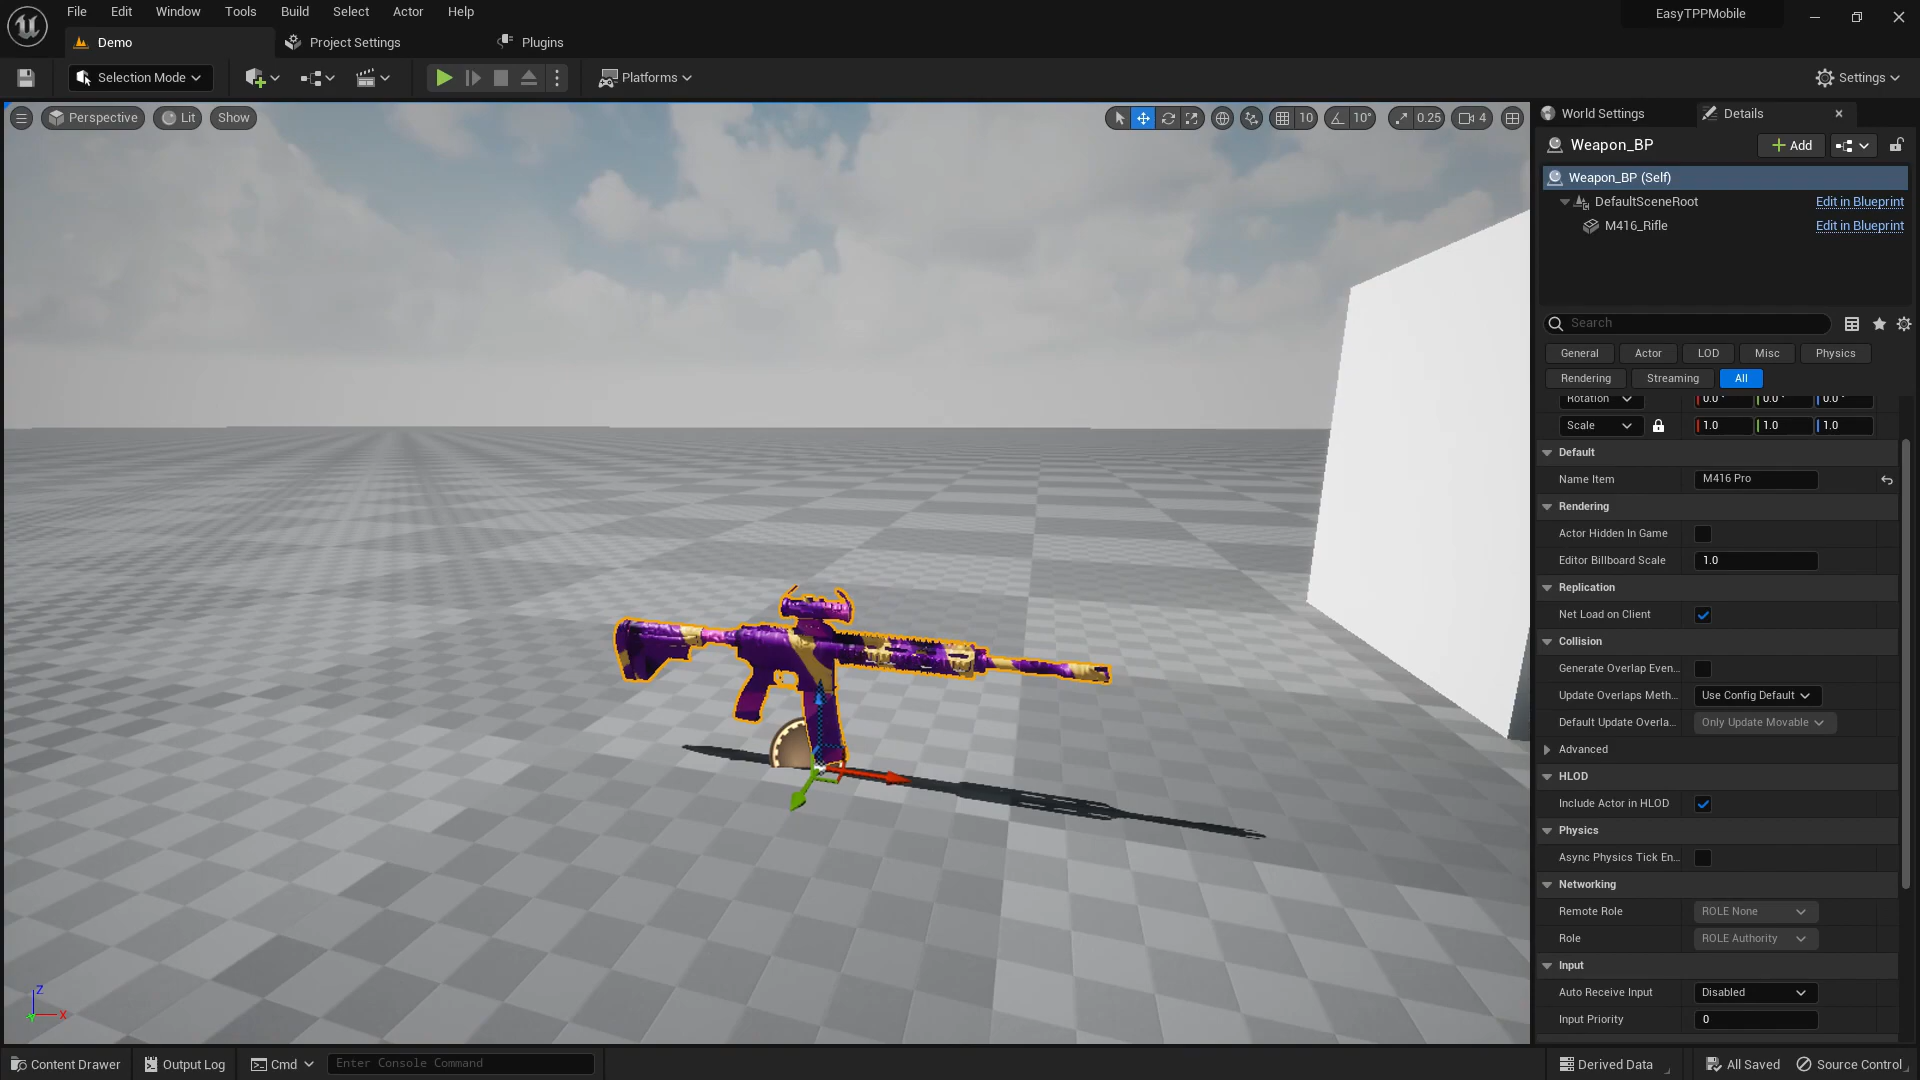 File Edit Window Tools Build Select Actor Help
EasyTPPMobile
Demo Project Settings Plugins
Selection Mode Platforms Settings
Perspective Lit Show
10 10° 0.25 4
World Settings Details
Weapon_BP Add
Weapon_BP (Self)
DefaultSceneRoot Edit in Blueprint
M416_Rifle Edit in Blueprint
Search
General Actor LOD Misc Physics
Rendering Streaming All
Rotation 0.0° 0.0° 0.0°
Scale 1.0 1.0 1.0
Default
Name Item M416 Pro
Rendering
Actor Hidden In Game
Editor Billboard Scale 1.0
Replication
Net Load on Client
Collision
Generate Overlap Even...
Update Overlaps Meth... Use Config Default
Default Update Overla... Only Update Movable
Advanced
HLOD
Include Actor in HLOD
Physics
Async Physics Tick En...
Networking
Remote Role ROLE None
Role ROLE Authority
Input
Auto Receive Input Disabled
Input Priority 0
Z
X
Content Drawer Output Log Cmd Enter Console Command Derived Data All Saved Source Control